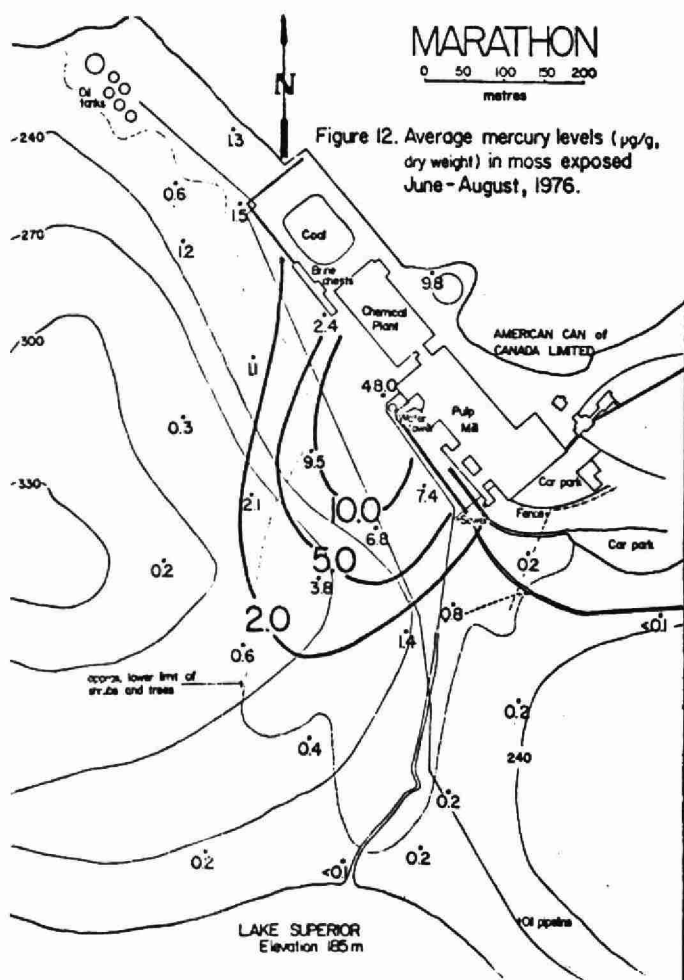 MARATHON
0 50 100 150 200
metres
N
Figure 12. Average mercury levels (µg/g,
dry weight) in moss exposed
June-August, 1976.
Oil
tanks
240
1.3
0.6
1.5
270
1.2
Coal
Brine
chests
9.8
Chemical
Plant
2.4
AMERICAN CAN of
CANADA LIMITED
300
1.1
48.0
Water
Tower
Pulp
Mill
0.3
9.5
Car park
330
2.1
7.4
10.0
6.8
Sewer
Fence
Car park
5.0
0.2
0.2
3.8
2.0
0.8
<0.1
1.4
0.6
approx. lower limit of
shrubs and trees
0.2
0.4
240
0.2
0.2
<0.1
0.2
Oil pipeline
LAKE SUPERIOR
Elevation 185m